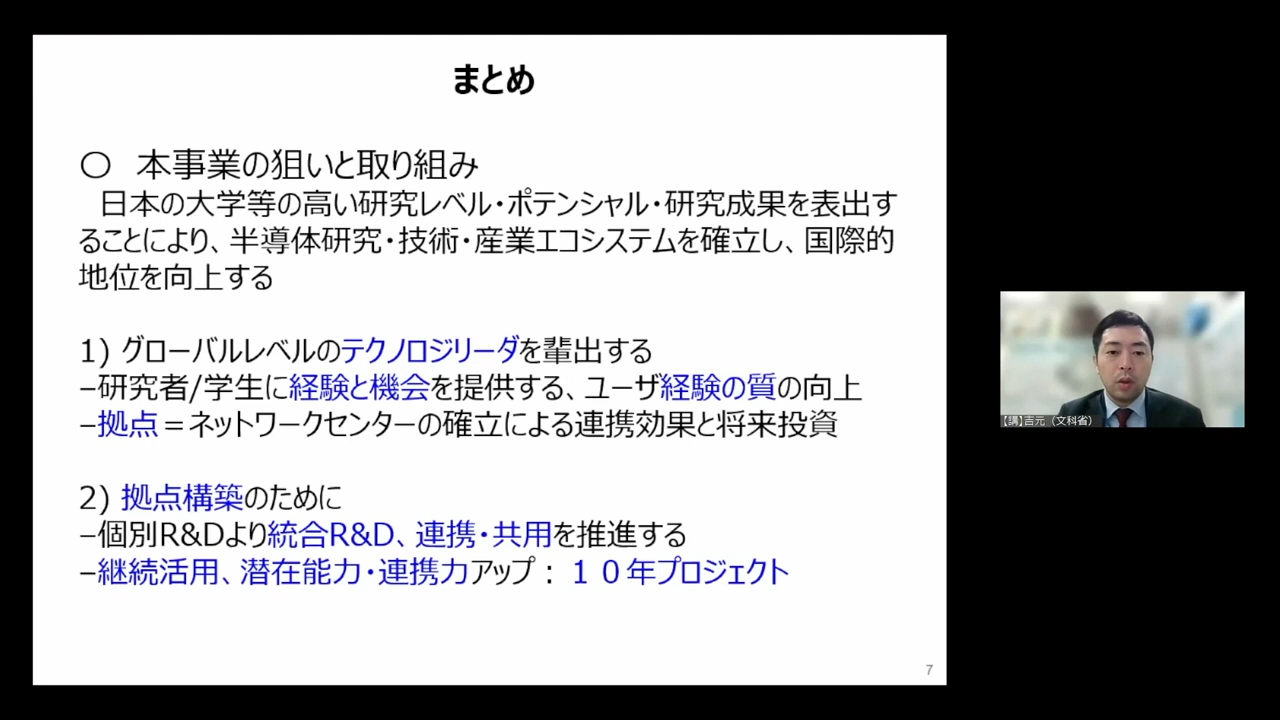 まとめ
〇 本事業の狙いと取り組み
日本の大学等の高い研究レベル・ポテンシャル・研究成果を表出す
ることにより、半導体研究・技術・産業エコシステムを確立し、国際的
地位を向上する
1) グローバルレベルのテクノロジリーダを輩出する
–研究者/学生に経験と機会を提供する、ユーザ経験の質の向上
–拠点＝ネットワークセンターの確立による連携効果と将来投資
2) 拠点構築のために
–個別R&Dより統合R&D、連携・共用を推進する
–継続活用、潜在能力・連携力アップ：１０年プロジェクト
7
【講】吉元（文科省）